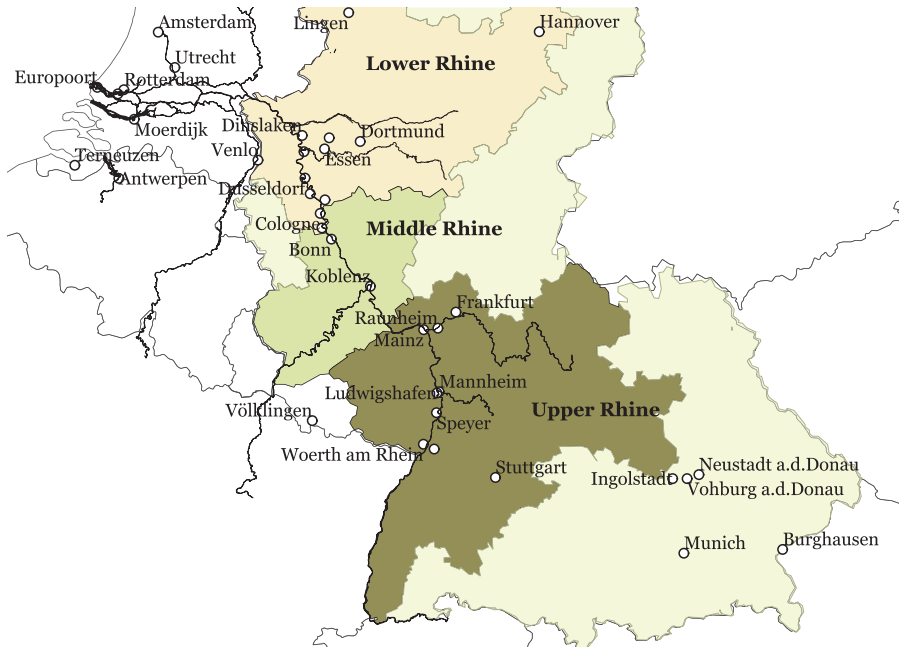 Amsterdam
Lingen
Hannover
Utrecht
Lower Rhine
Europoort
Rotterdam
Moerdijk
Dinslaken
Dortmund
Venlo
Essen
Terneuzen
Antwerpen
Dusseldorf
Cologne
Middle Rhine
Bonn
Koblenz
Frankfurt
Raunheim
Mainz
Mannheim
Ludwigshafen
Völklingen
Upper Rhine
Speyer
Woerth am Rhein
Stuttgart
Neustadt a.d.Donau
Ingolstadt
Vohburg a.d.Donau
Munich
Burghausen